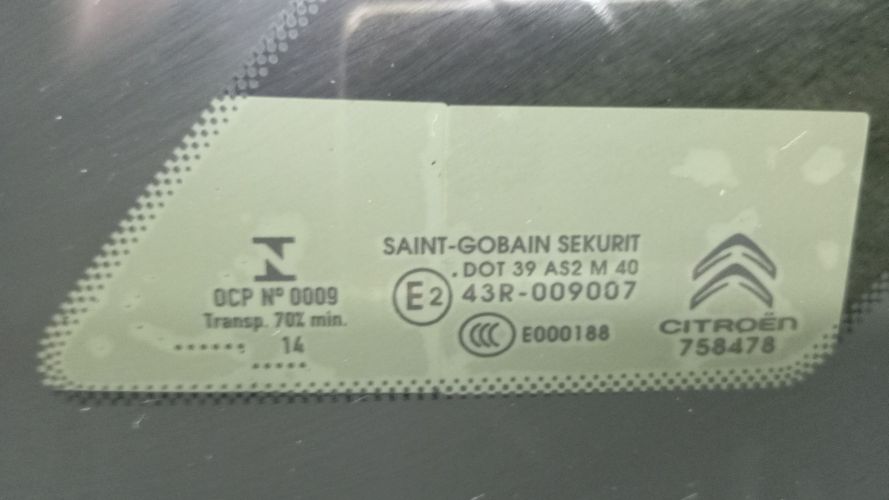 OCP Nº 0009
Transp. 70% min.
...... 14
.....
SAINT-GOBAIN SEKURIT
.DOT 39 AS2 M 40
E2 43R-009007
CCC E000188
CITROËN
758478